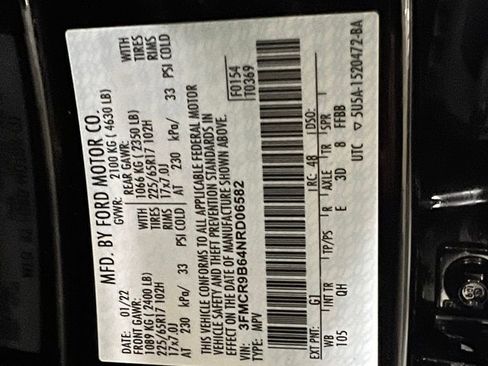 MFD. BY FORD MOTOR CO.
DATE: 01/22
GVWR: 2100 KG ( 4630 LB)
FRONT GAWR:
1089 KG ( 2400 LB)
225/65R17 102H
17x7.0J
AT 230 kPa/ 33 PSI COLD
WITH
TIRES
RIMS
REAR GAWR:
1066 KG ( 2350 LB)
225/65R17 102H
17x7.0J
AT 230 kPa/ 33 PSI COLD
WITH
TIRES
RIMS
THIS VEHICLE CONFORMS TO ALL APPLICABLE FEDERAL MOTOR
VEHICLE SAFETY AND THEFT PREVENTION STANDARDS IN
EFFECT ON THE DATE OF MANUFACTURE SHOWN ABOVE.
VIN: 3FMCR9B64NRD06582
TYPE: MPV
F0154
T0369
EXT PNT: G1 RC: 48 DSO:
WB INT TR TP/PS R AXLE TR SPR
105 QH E 3D 8 FFBB
UTC ▽ 5U5A-1520472-BA